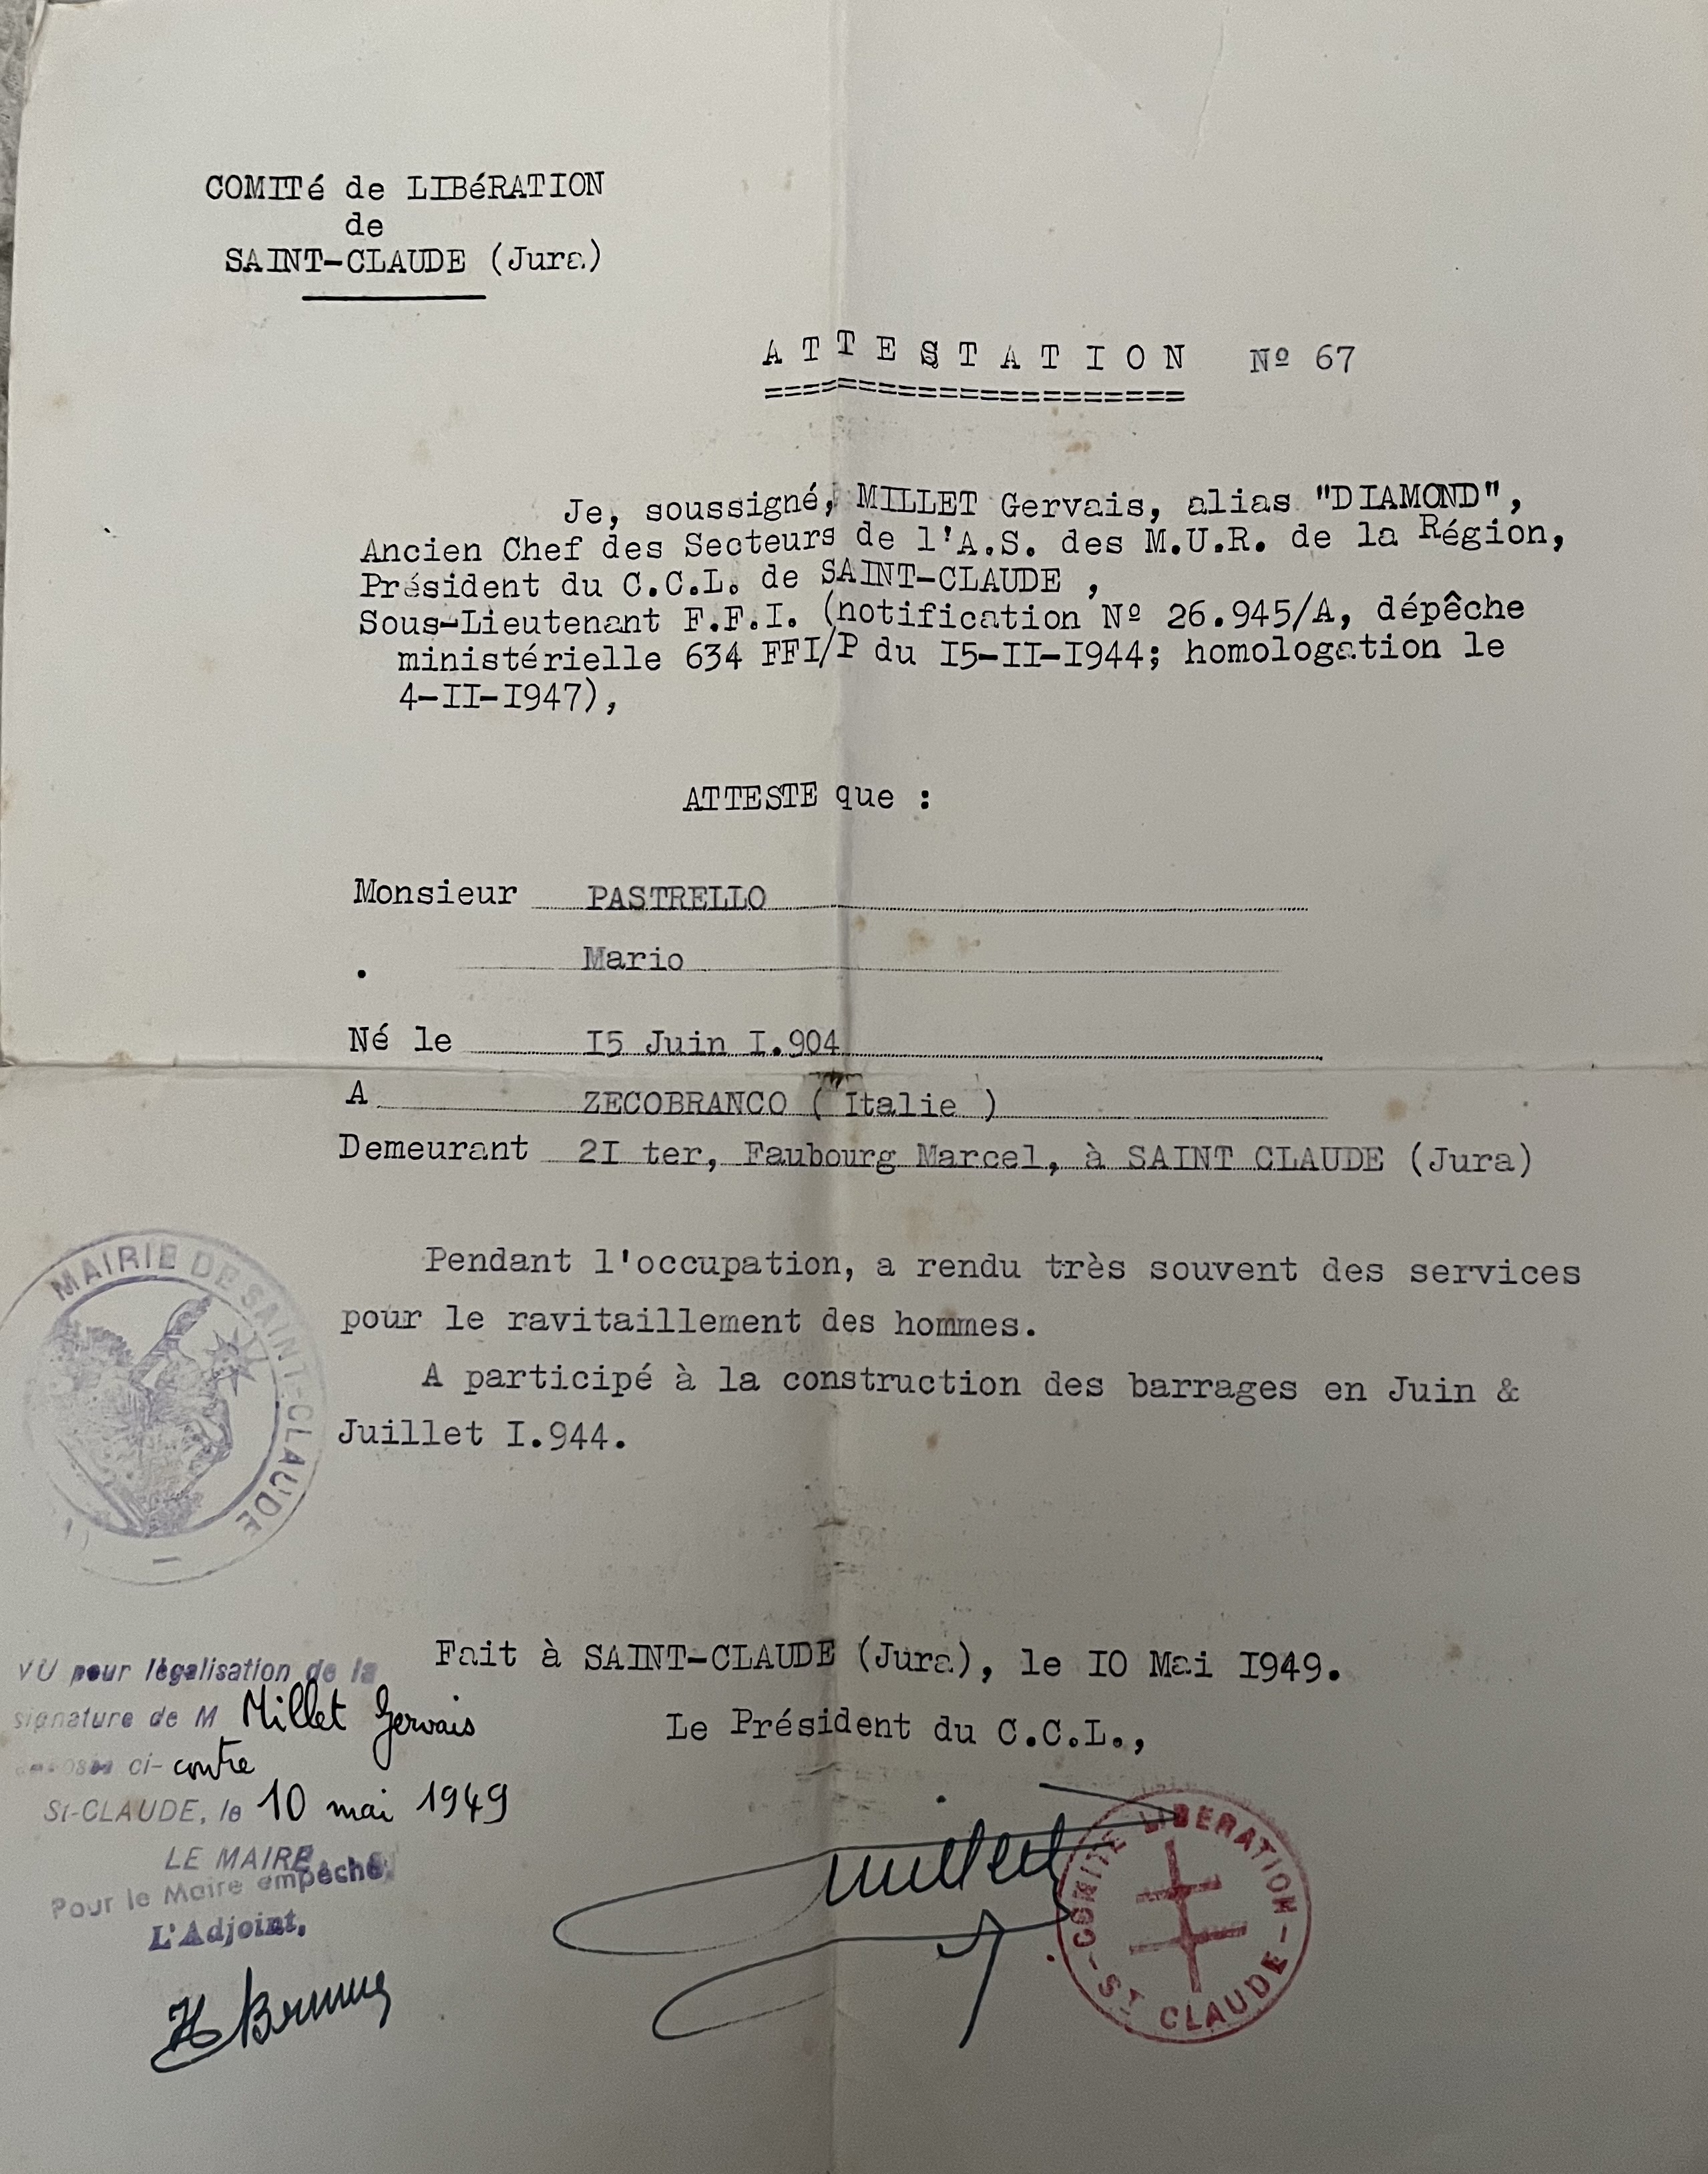 COMITé de LIBéRATION
de
SAINT-CLAUDE (Jura)
ATTESTATION Nº 67
Je, soussigné, MILLET Gervais, alias "DIAMOND",
Ancien Chef des Secteurs de l'A.S. des M.U.R. de la Région,
Président du C.C.L. de SAINT-CLAUDE ,
Sous-Lieutenant F.F.I. (notification Nº 26.945/A, dépêche
ministérielle 634 FFI/P du I5-II-I944; homologation le
4-II-I947),
ATTESTE que :
Monsieur PASTRELLO
. Mario
Né le I5 Juin I.904
A ZECOBRANCO ( Italie )
Demeurant 2I ter, Faubourg Marcel, à SAINT CLAUDE (Jura)
MAIRIE DE SAINT-CLAUDE
Pendant l'occupation, a rendu très souvent des services
pour le ravitaillement des hommes.
A participé à la construction des barrages en Juin &
Juillet I.944.
Fait à SAINT-CLAUDE (Jura), le IO Mai I949.
Le Président du C.C.L.,
VU pour légalisation de la
signature de M Millet Gervais
ci-contre
St-CLAUDE, le 10 mai 1949
LE MAIRE
Pour le Maire empêché
L'Adjoint,
Millet
COMITE LIBERATION
- ST CLAUDE -